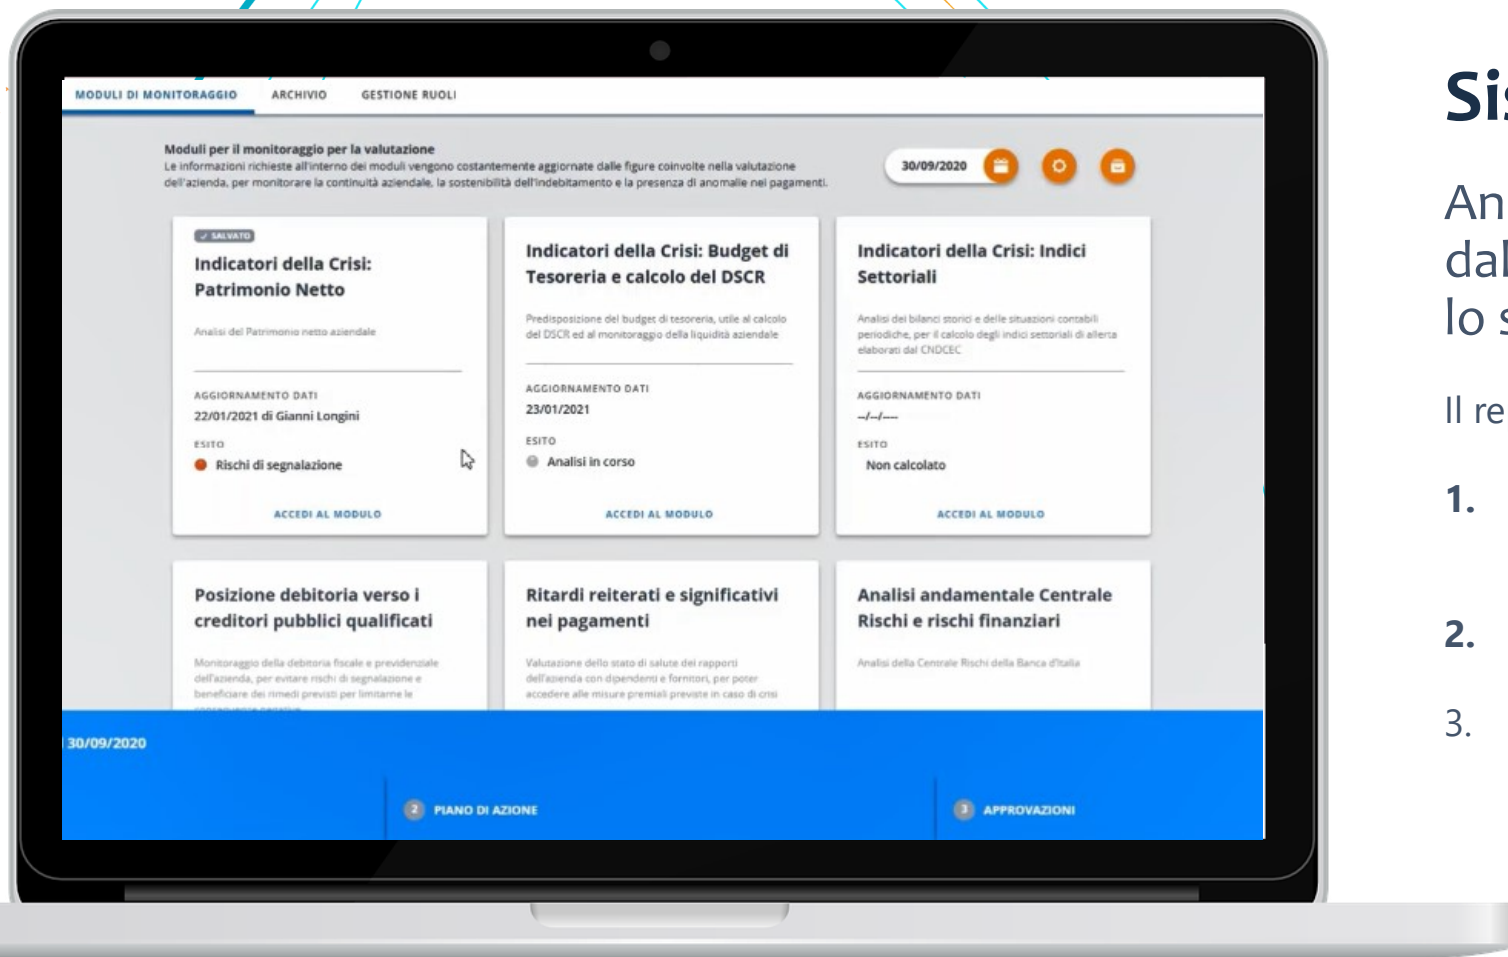 MODULI DI MONITORAGGIO ARCHIVIO GESTIONE RUOLI
Moduli per il monitoraggio per la valutazione
Le informazioni richieste all'interno dei moduli vengono costantemente aggiornate dalle figure coinvolte nella valutazione
dell'azienda, per monitorare la continuità aziendale, la sostenibilità dell'indebitamento e la presenza di anomalie nei pagamenti.
30/09/2020
SALVATO
Indicatori della Crisi:
Patrimonio Netto
Analisi del Patrimonio netto aziendale
AGGIORNAMENTO DATI
22/01/2021 di Gianni Longini
ESITO
Rischi di segnalazione
ACCEDI AL MODULO
Indicatori della Crisi: Budget di
Tesoreria e calcolo del DSCR
Predisposizione del budget di tesoreria, utile al calcolo
del DSCR ed al monitoraggio della liquidità aziendale
AGGIORNAMENTO DATI
23/01/2021
ESITO
Analisi in corso
ACCEDI AL MODULO
Indicatori della Crisi: Indici
Settoriali
Analisi dei bilanci storici e delle situazioni contabili
periodiche, per il calcolo degli indici settoriali di allerta
elaborati dal CNDCEC
AGGIORNAMENTO DATI
--/--/----
ESITO
Non calcolato
ACCEDI AL MODULO
Posizione debitoria verso i
creditori pubblici qualificati
Monitoraggio della debitoria fiscale e previdenziale
dell'azienda, per evitare rischi di segnalazione e
beneficiare dei rimedi previsti per limitarne le
Ritardi reiterati e significativi
nei pagamenti
Valutazione dello stato di salute dei rapporti
dell'azienda con dipendenti e fornitori, per poter
accedere alle misure premiali previste in caso di crisi
Analisi andamentale Centrale
Rischi e rischi finanziari
Analisi della Centrale Rischi della Banca d'Italia
30/09/2020
2 PIANO DI AZIONE
3 APPROVAZIONI
Sis
An
dal
lo s
Il re
1.
2.
3.